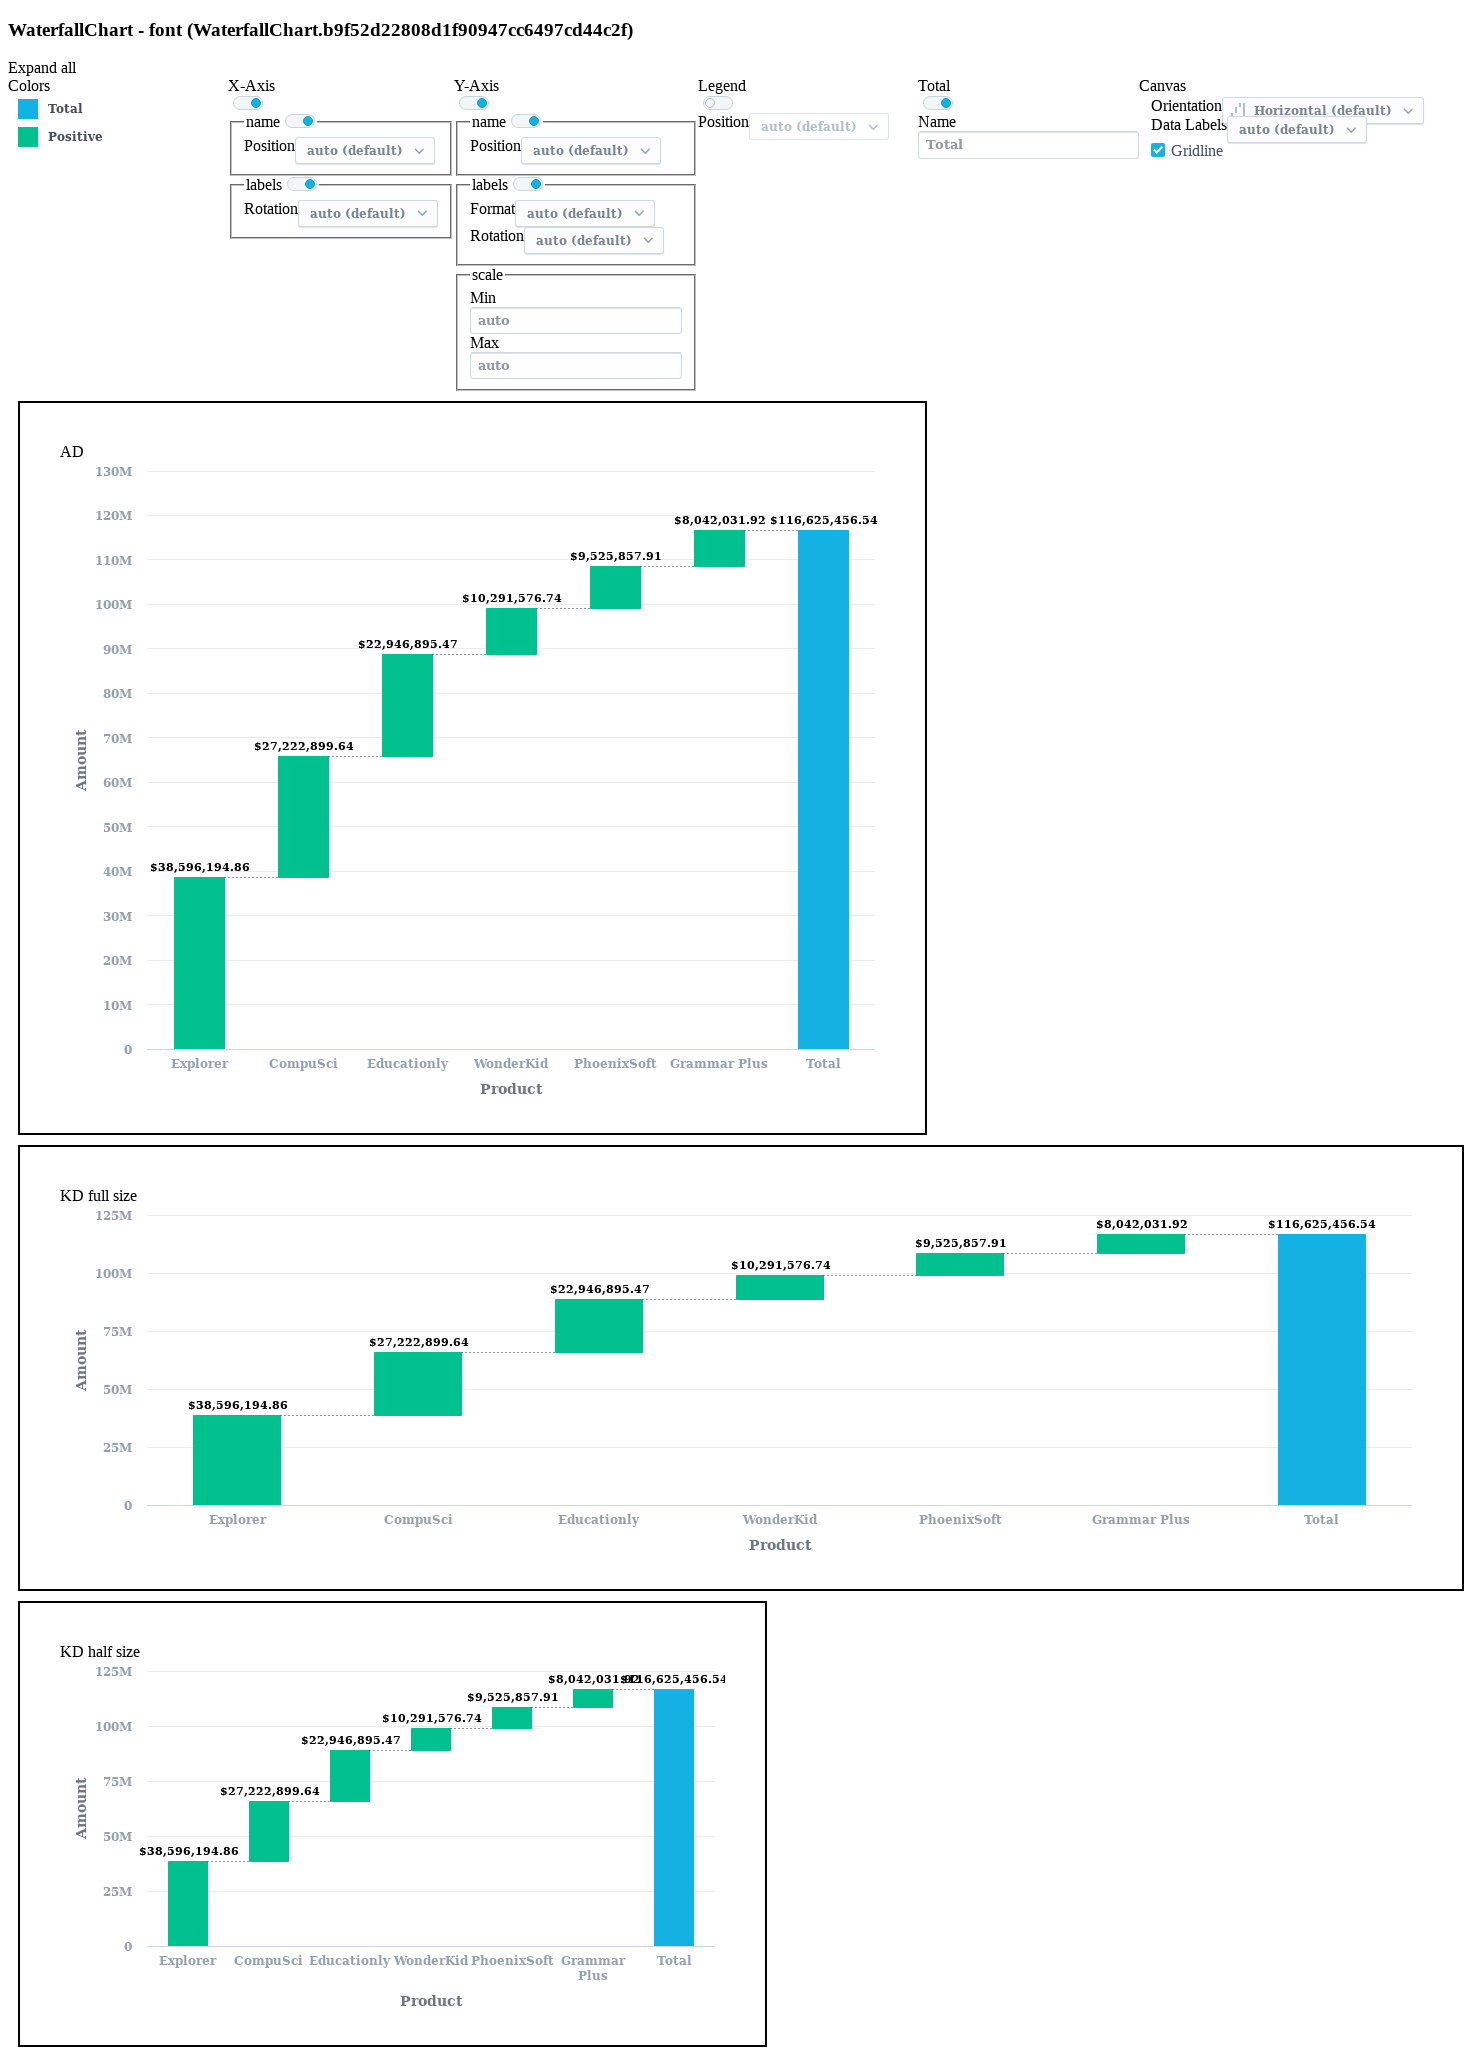 WaterfallChart - font (WaterfallChart.b9f52d22808d1f90947cc6497cd44c2f)
Expand all
Colors
Total
Positive
X-Axis
name
Position auto (default)
labels
Rotation auto (default)
Y-Axis
name
Position auto (default)
labels
Format auto (default)
Rotation auto (default)
scale
Min
auto
Max
auto
Legend
Position auto (default)
Total
Name
Total
Canvas
Orientation Horizontal (default)
Data Labels auto (default)
Gridline
AD
130M
120M
110M
100M
90M
80M
70M
60M
50M
40M
30M
20M
10M
0
Amount
$38,596,194.86
$27,222,899.64
$22,946,895.47
$10,291,576.74
$9,525,857.91
$8,042,031.92
$116,625,456.54
Explorer CompuSci Educationly WonderKid PhoenixSoft Grammar Plus Total
Product
KD full size
125M
100M
75M
50M
25M
0
Amount
$38,596,194.86
$27,222,899.64
$22,946,895.47
$10,291,576.74
$9,525,857.91
$8,042,031.92
$116,625,456.54
Explorer CompuSci Educationly WonderKid PhoenixSoft Grammar Plus Total
Product
KD half size
125M
100M
75M
50M
25M
0
Amount
$38,596,194.86
$27,222,899.64
$22,946,895.47
$10,291,576.74
$9,525,857.91
$8,042,031.92
$116,625,456.54
Explorer CompuSci Educationly WonderKid PhoenixSoft Grammar Total
Plus
Product